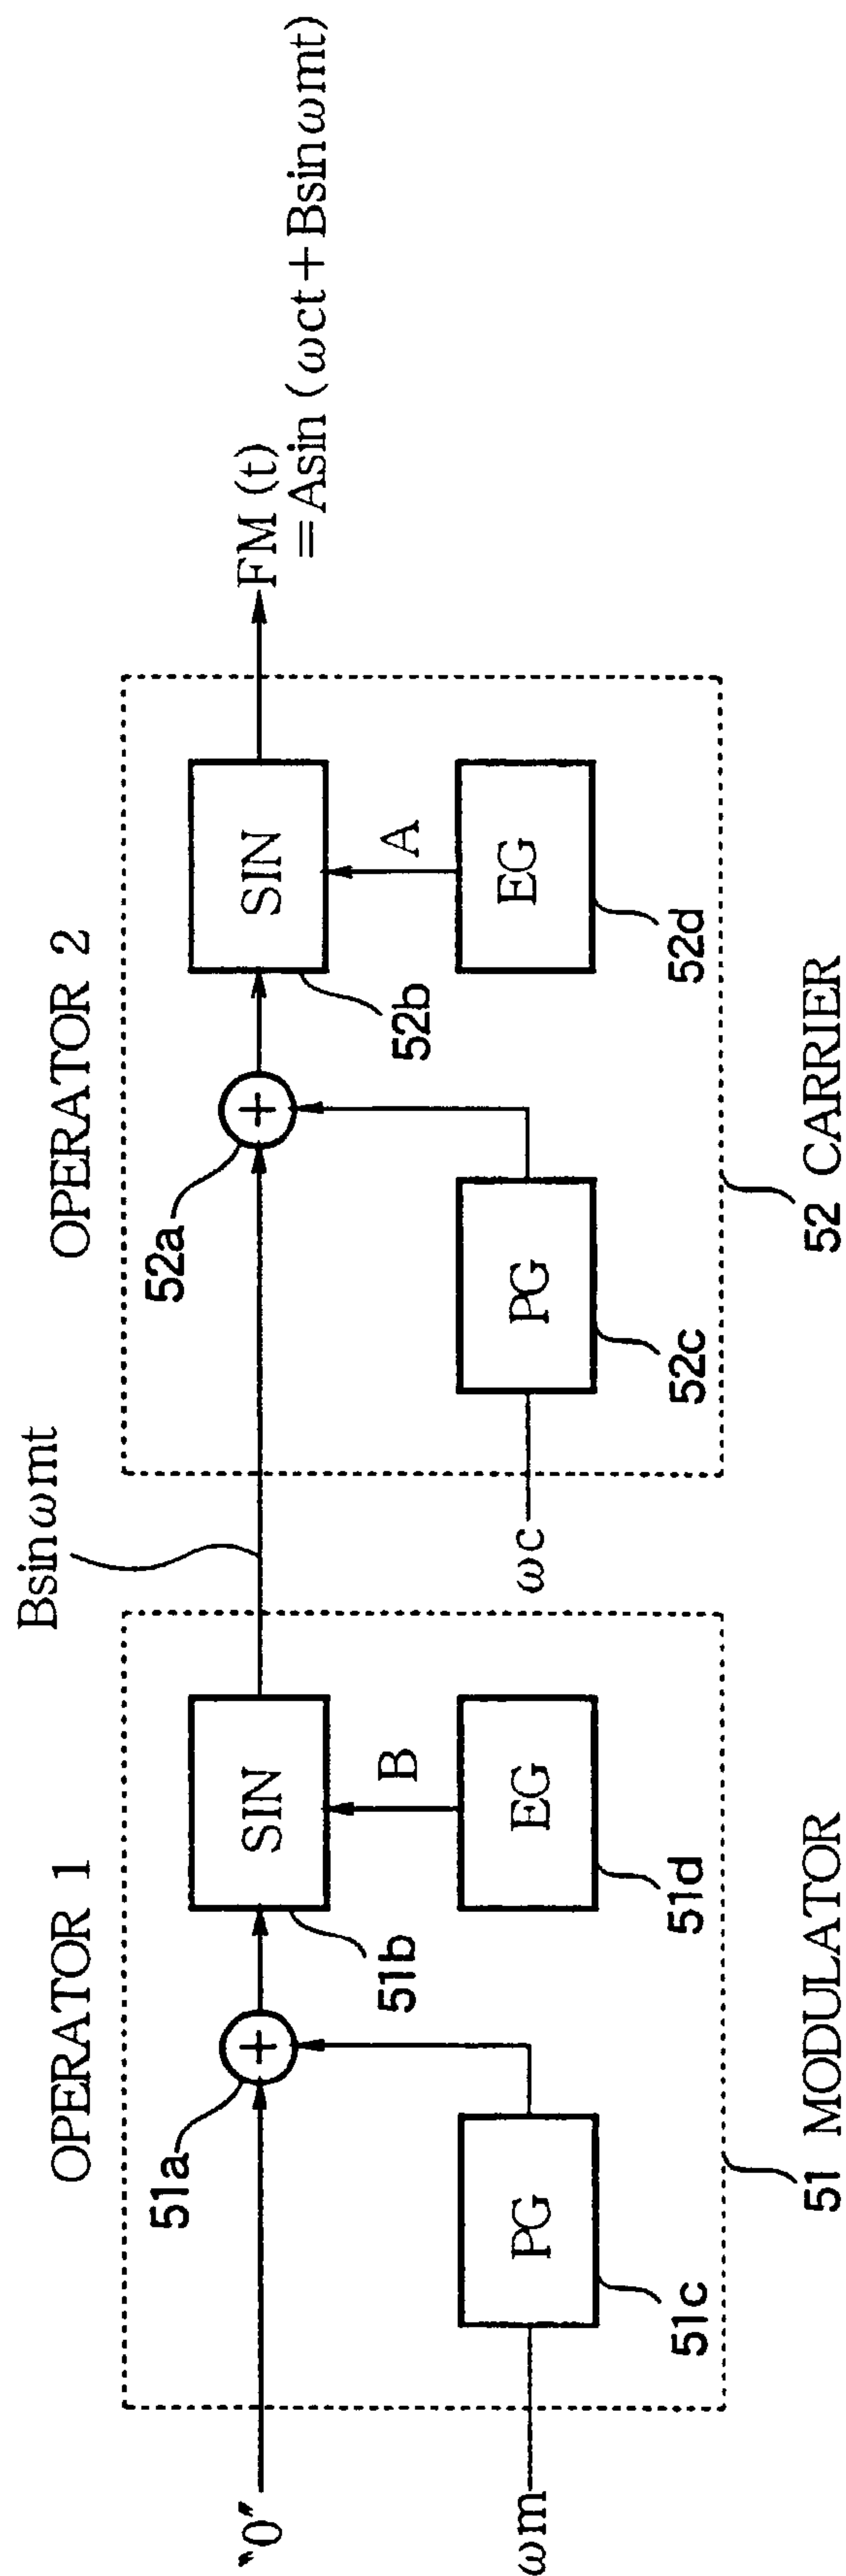 OPERATOR 1
"0"
51a
SIN
51b
B
ωm
PG
51c
EG
51d
51 MODULATOR
Bsinωmt
OPERATOR 2
52a
SIN
52b
A
ωc
PG
52c
EG
52d
52 CARRIER
FM (t)
=Asin (ωct+Bsinωmt)